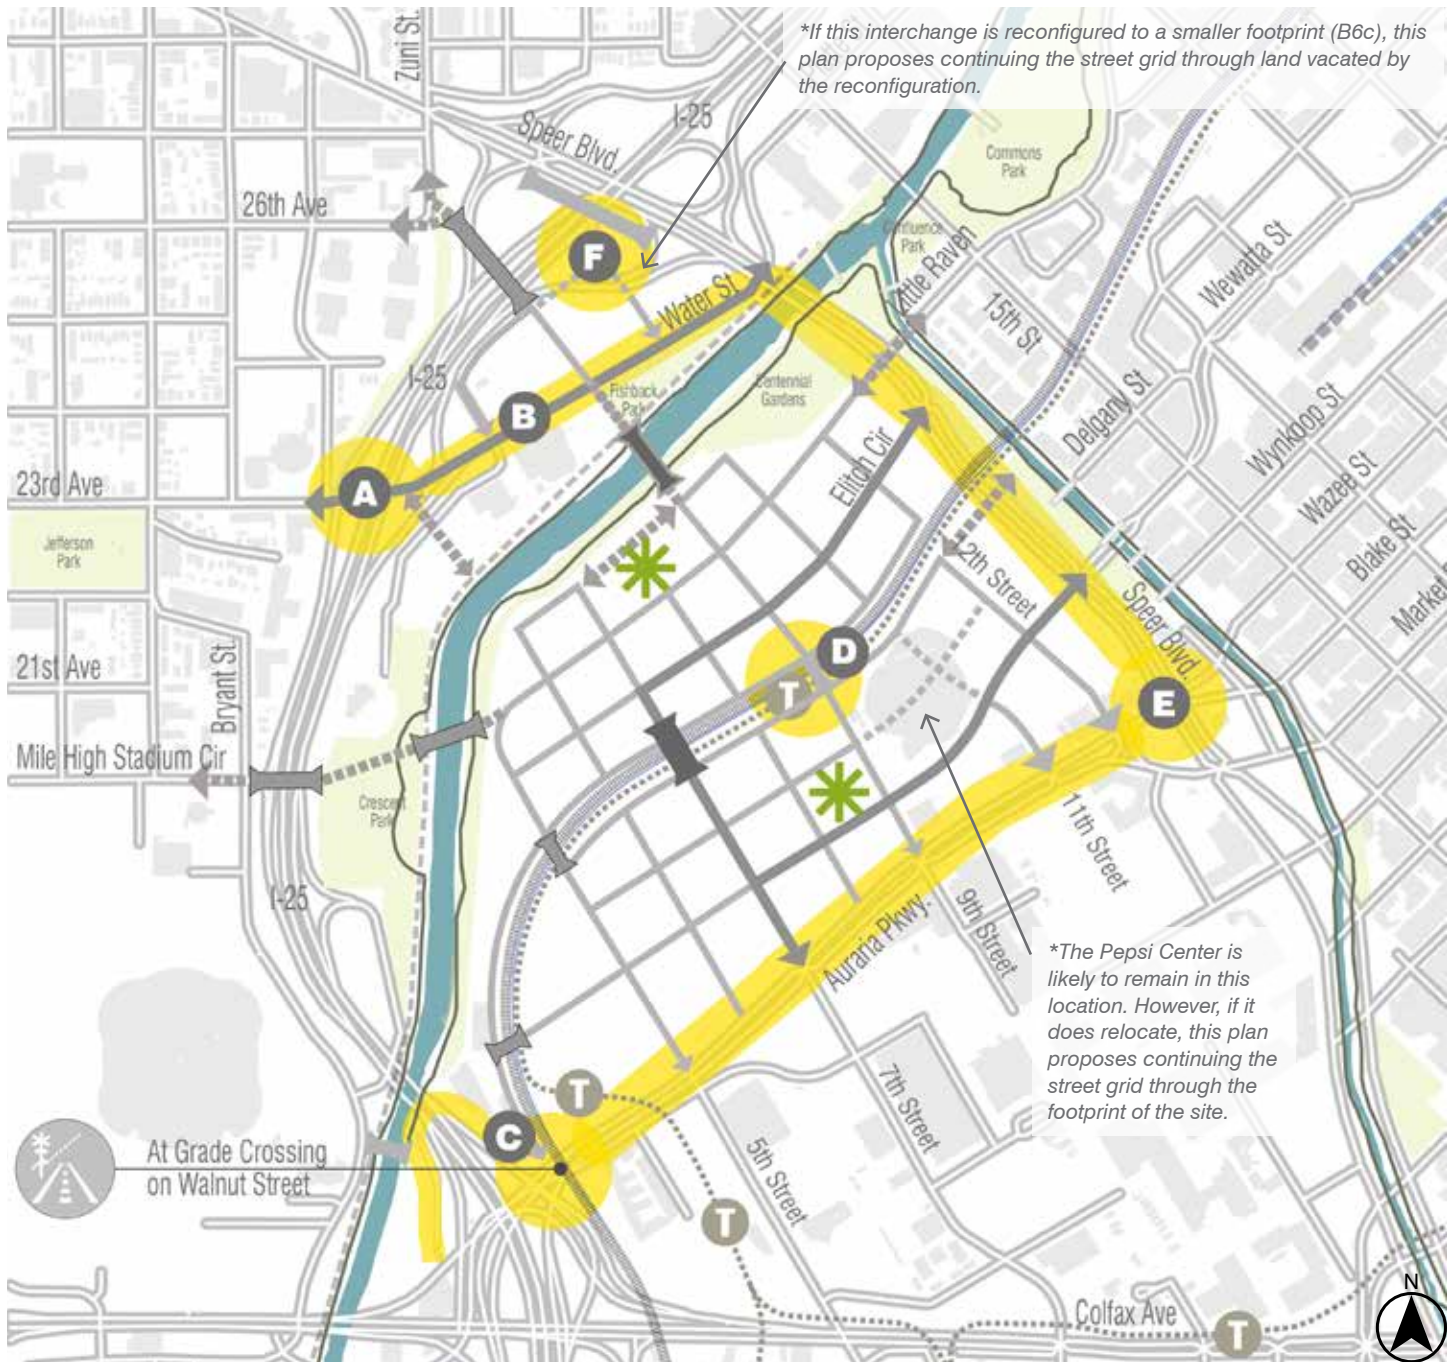 *If this interchange is reconfigured to a smaller footprint (B6c), this
plan proposes continuing the street grid through land vacated by
the reconfiguration.
Zuni St.
I-25
Speer Blvd.
Commons
Park
26th Ave
F
Confluence
Park
Little Raven
Wewatta St
15th St
Water St
I-25
Fishback
Park
Centennial
Gardens
B
Delgany St
Wynkoop St
Elitch Cir
23rd Ave
A
Wazee St
Blake St
Market
Jefferson
Park
12th Street
Speer Blvd.
21st Ave
Bryant St.
D
T
E
Mile High Stadium Cir
Crescent
Park
11th Street
I-25
9th Street
Auraria Pkwy.
*The Pepsi Center is
likely to remain in this
location. However, if it
does relocate, this plan
proposes continuing the
street grid through the
footprint of the site.
7th Street
T
C
At Grade Crossing
on Walnut Street
5th Street
T
Colfax Ave
T
N